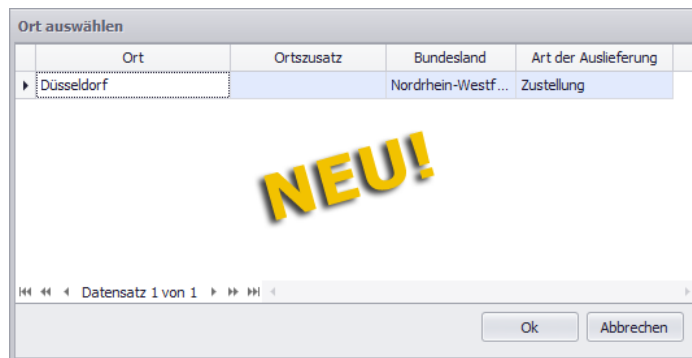 Ort auswählen
Ort Ortszusatz Bundesland Art der Auslieferung
Düsseldorf Nordrhein-Westf... Zustellung
NEU!
Datensatz 1 von 1
Ok Abbrechen